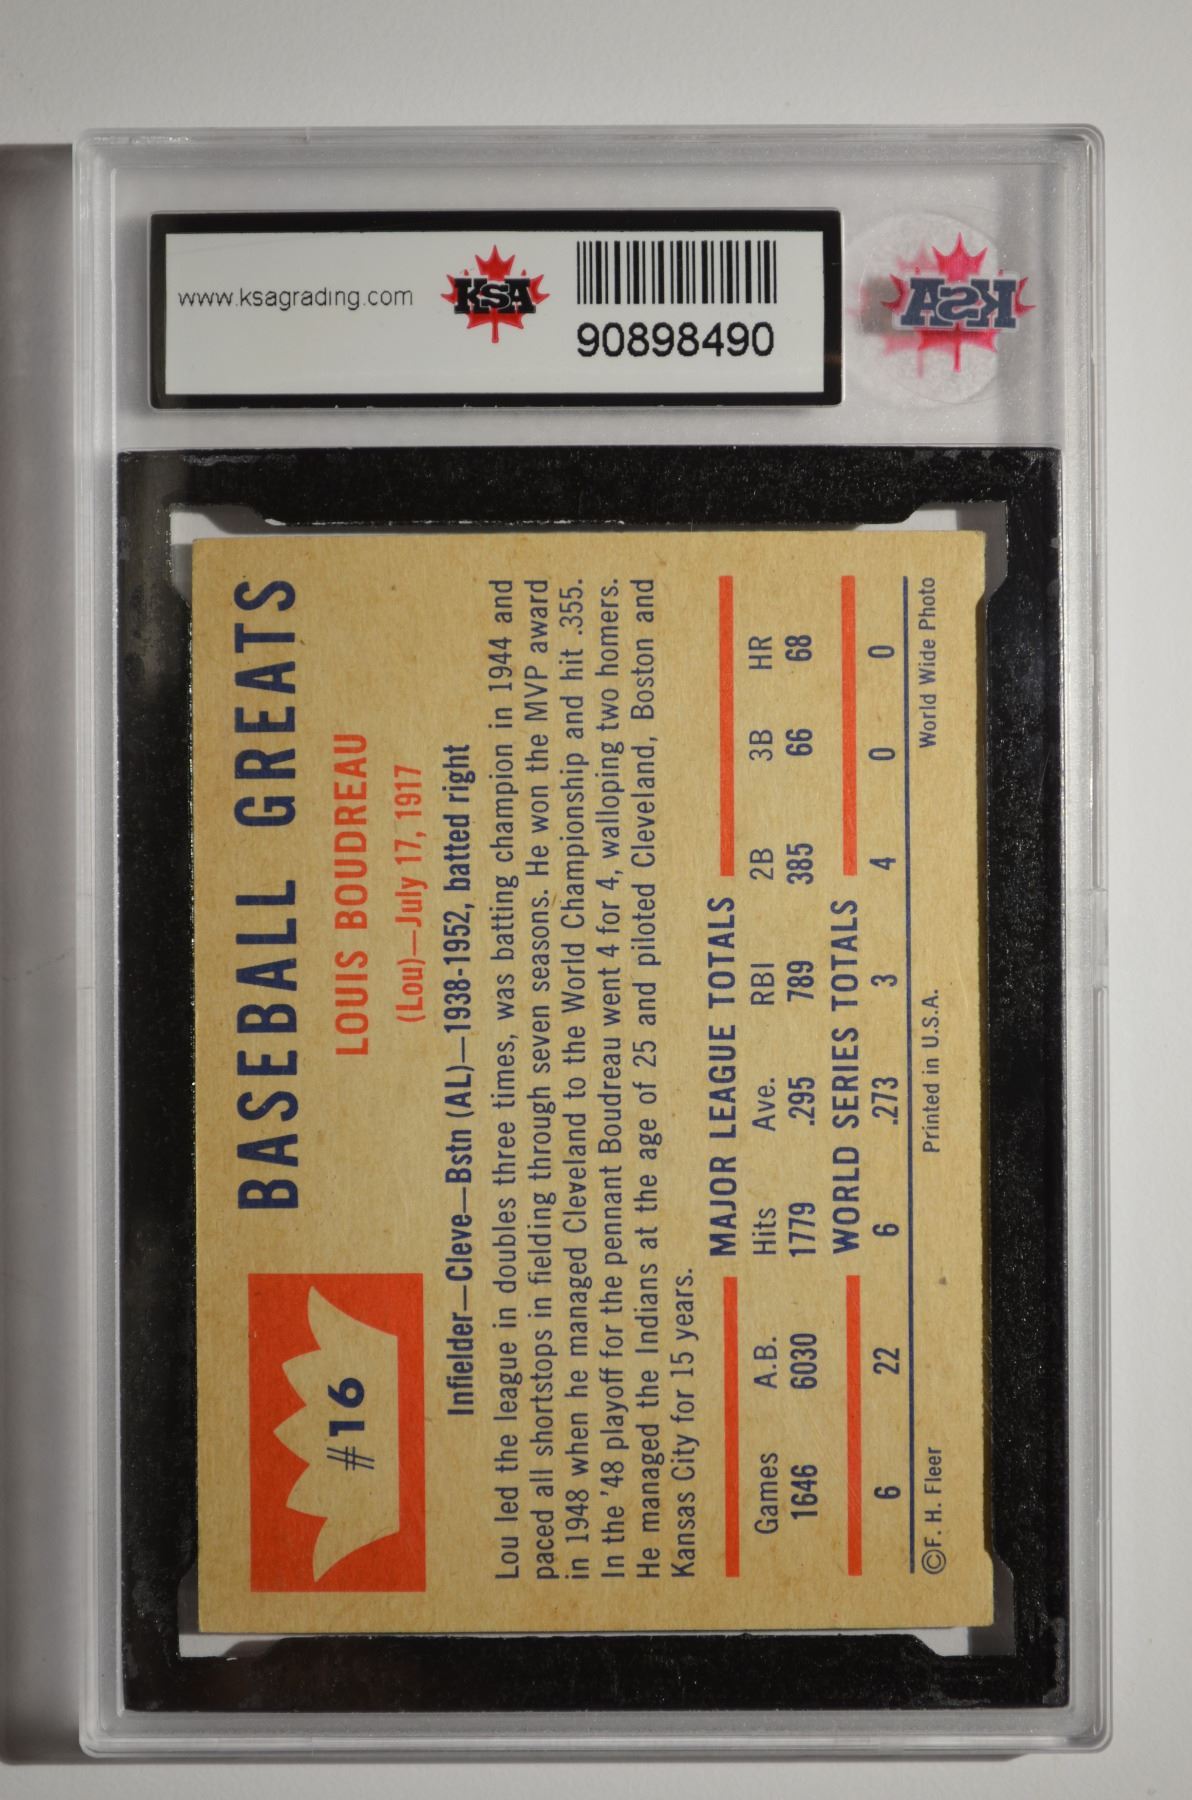 www.ksagrading.com
KSA
90898490
KSA
BASEBALL GREATS
#16
LOUIS BOUDREAU
(Lou)—July 17, 1917
Infielder—Cleve—Bstn (AL)—1938-1952, batted right
Lou led the league in doubles three times, was batting champion in 1944 and
paced all shortstops in fielding through seven seasons. He won the MVP award
in 1948 when he managed Cleveland to the World Championship and hit .355.
In the '48 playoff for the pennant Boudreau went 4 for 4, walloping two homers.
He managed the Indians at the age of 25 and piloted Cleveland, Boston and
Kansas City for 15 years.
MAJOR LEAGUE TOTALS
Games A.B. Hits Ave. RBI 2B 3B HR
1646 6030 1779 .295 789 385 66 68
WORLD SERIES TOTALS
6 22 6 .273 3 4 0 0
©F. H. Fleer Printed in U.S.A. World Wide Photo